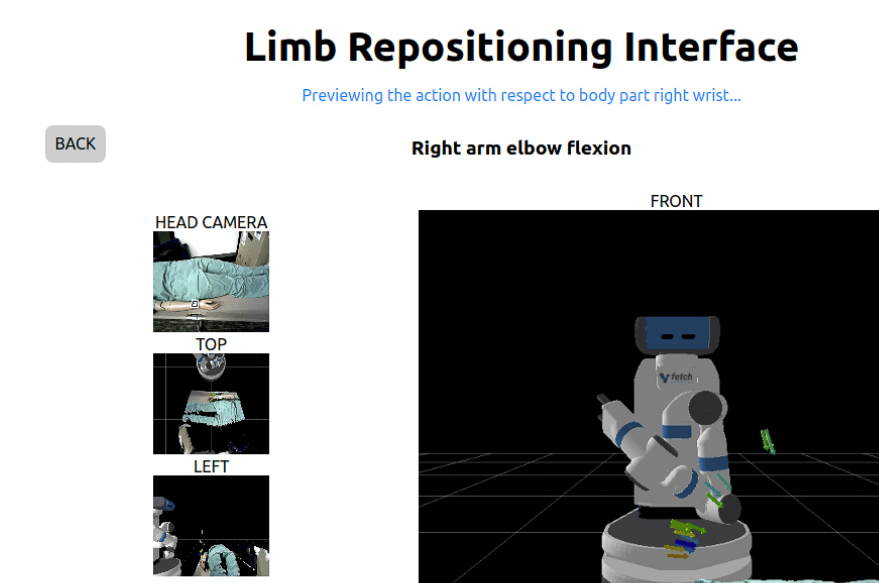 Limb Repositioning Interface
Previewing the action with respect to body part right wrist...
BACK
Right arm elbow flexion
FRONT
HEAD CAMERA
TOP
LEFT
fetch